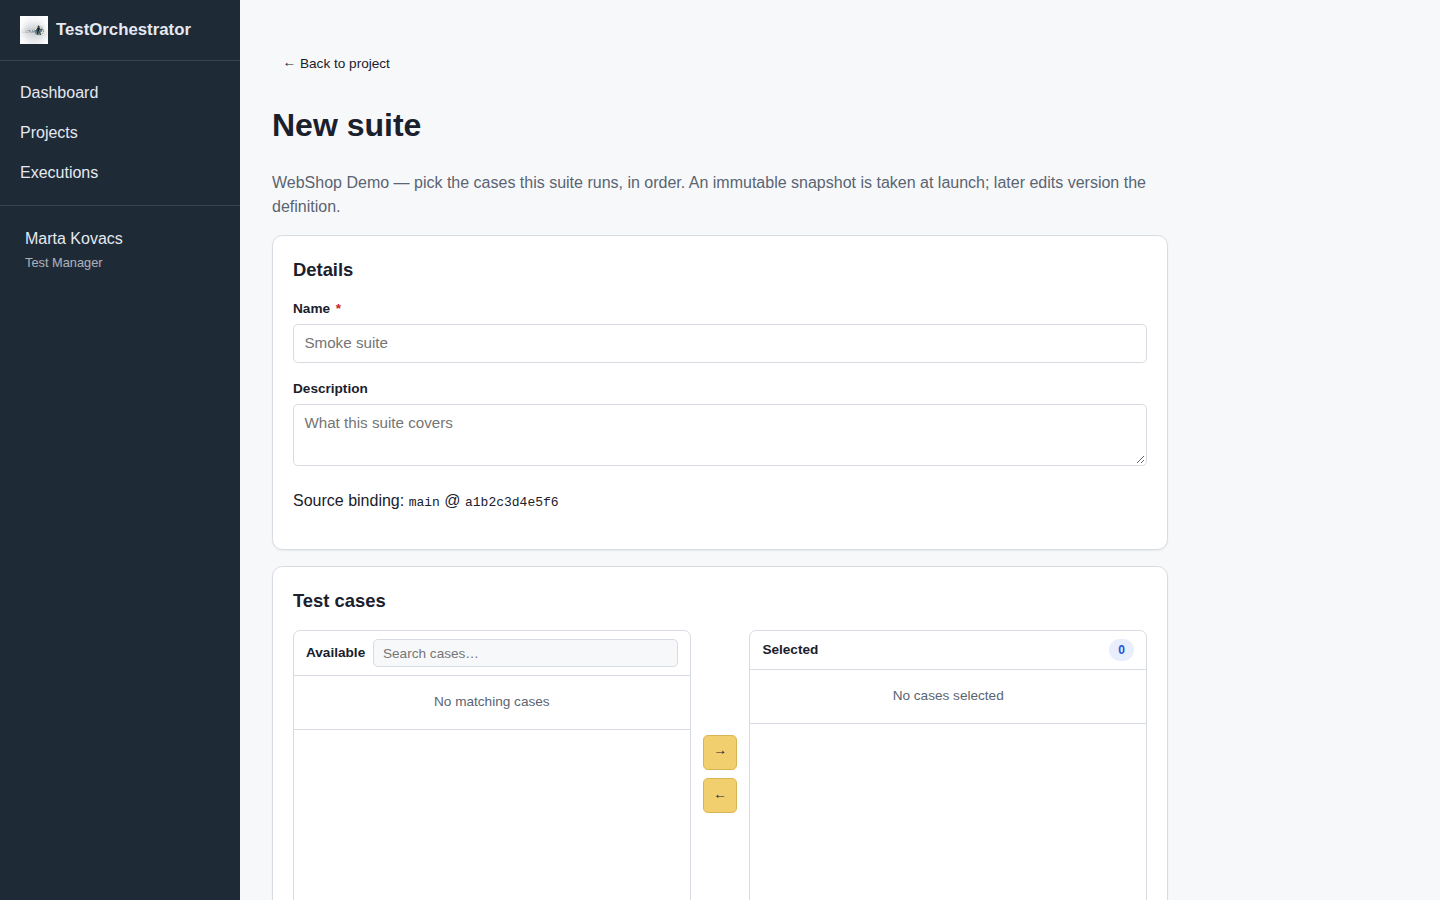 TestOrchestrator
Dashboard
Projects
Executions
Marta Kovacs
Test Manager
← Back to project
New suite
WebShop Demo — pick the cases this suite runs, in order. An immutable snapshot is taken at launch; later edits version the
definition.
Details
Name *
Smoke suite
Description
What this suite covers
Source binding: main @ a1b2c3d4e5f6
Test cases
Available
Search cases…
No matching cases
→
←
Selected
0
No cases selected